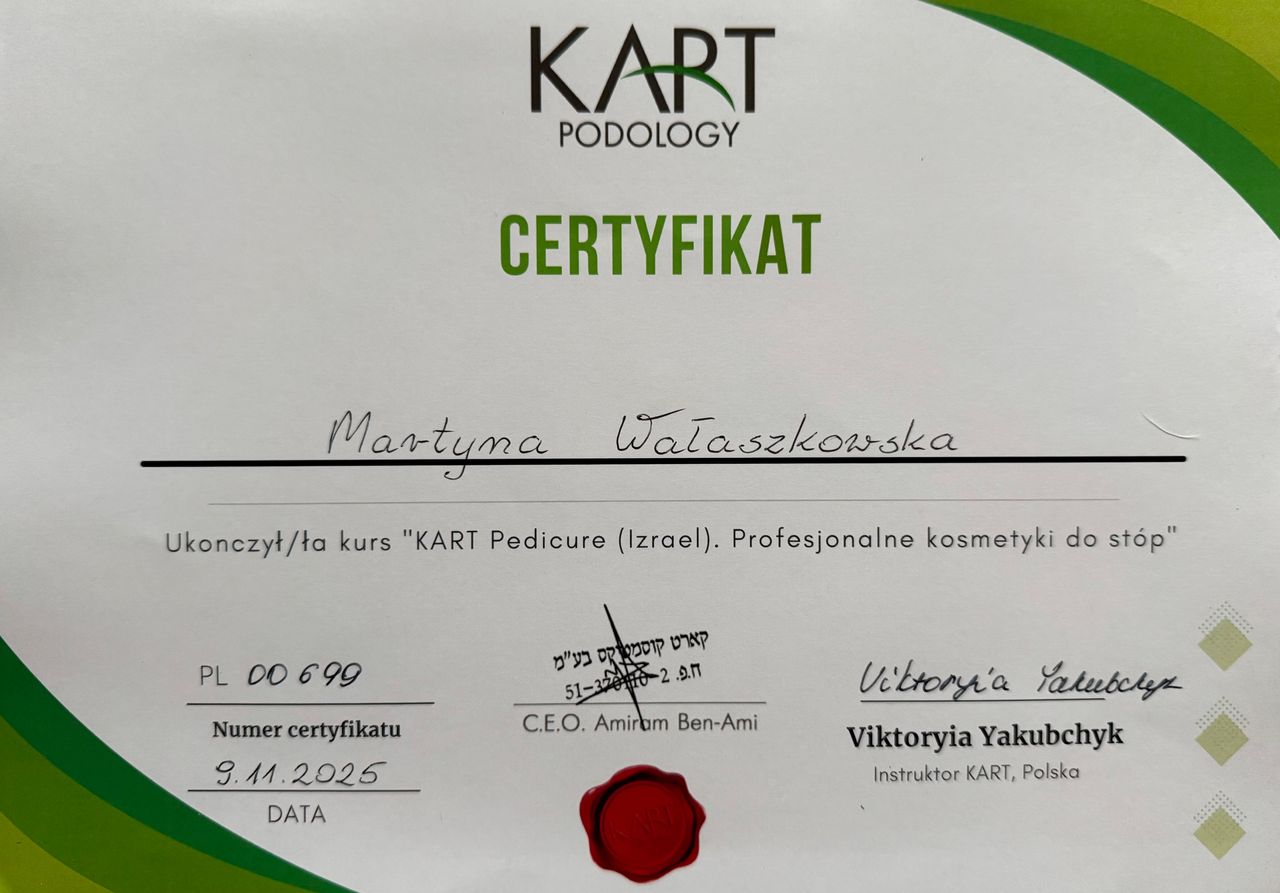 KART
PODOLOGY
CERTYFIKAT
Martyna Wałaszkowska
Ukonczył/ła kurs "KART Pedicure (Izrael). Profesjonalne kosmetyki do stóp"
PL 00699
Numer certyfikatu
9.11.2025
DATA
קארט קוסמטיקס בע"מ
ח.פ.
C.E.O. Amiram Ben-Ami
Viktoryia Yakubchyk
Viktoryia Yakubchyk
Instruktor KART, Polska
KART